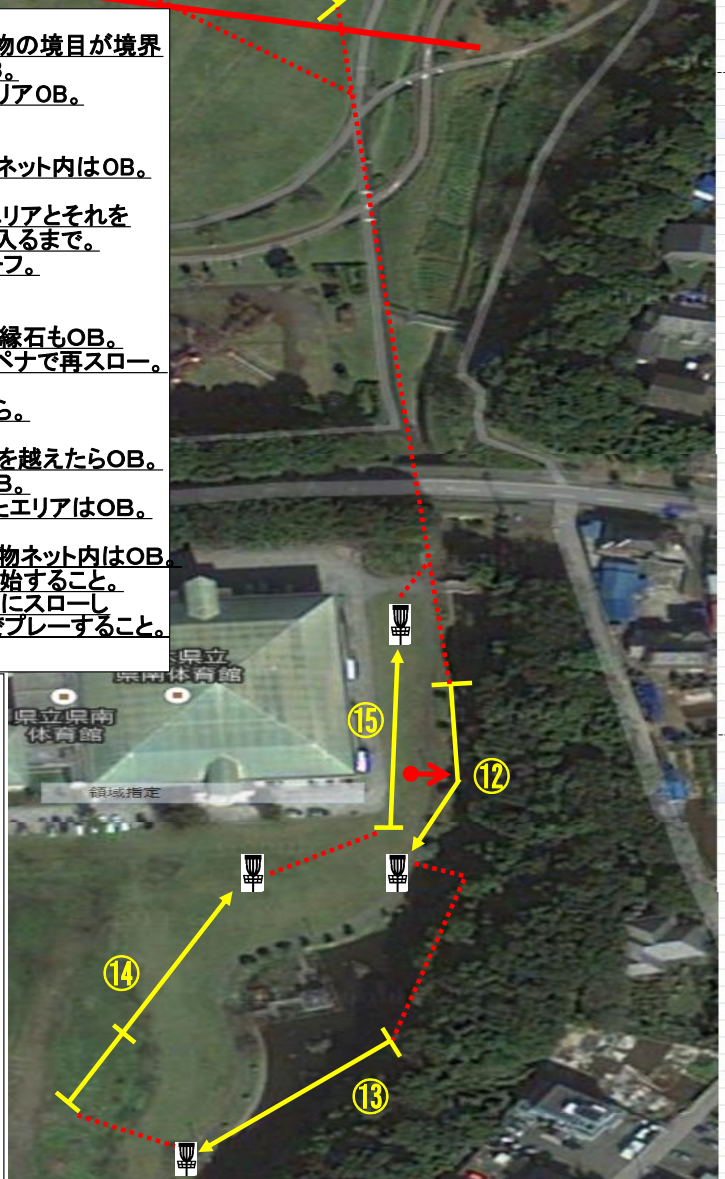 物の境目が境界
B。
リアOB。
ネット内はOB。
エリアとそれを
入るまで。
ーフ。
縁石もOB。
ペナで再スロー。
ら。
を越えたらOB。
B。
たエリアはOB。
物ネット内はOB。
始すること。
にスローし
でプレーすること。
県立
県南体育館
県立県南
体育館
領域指定
⑮
⑫
⑭
⑬